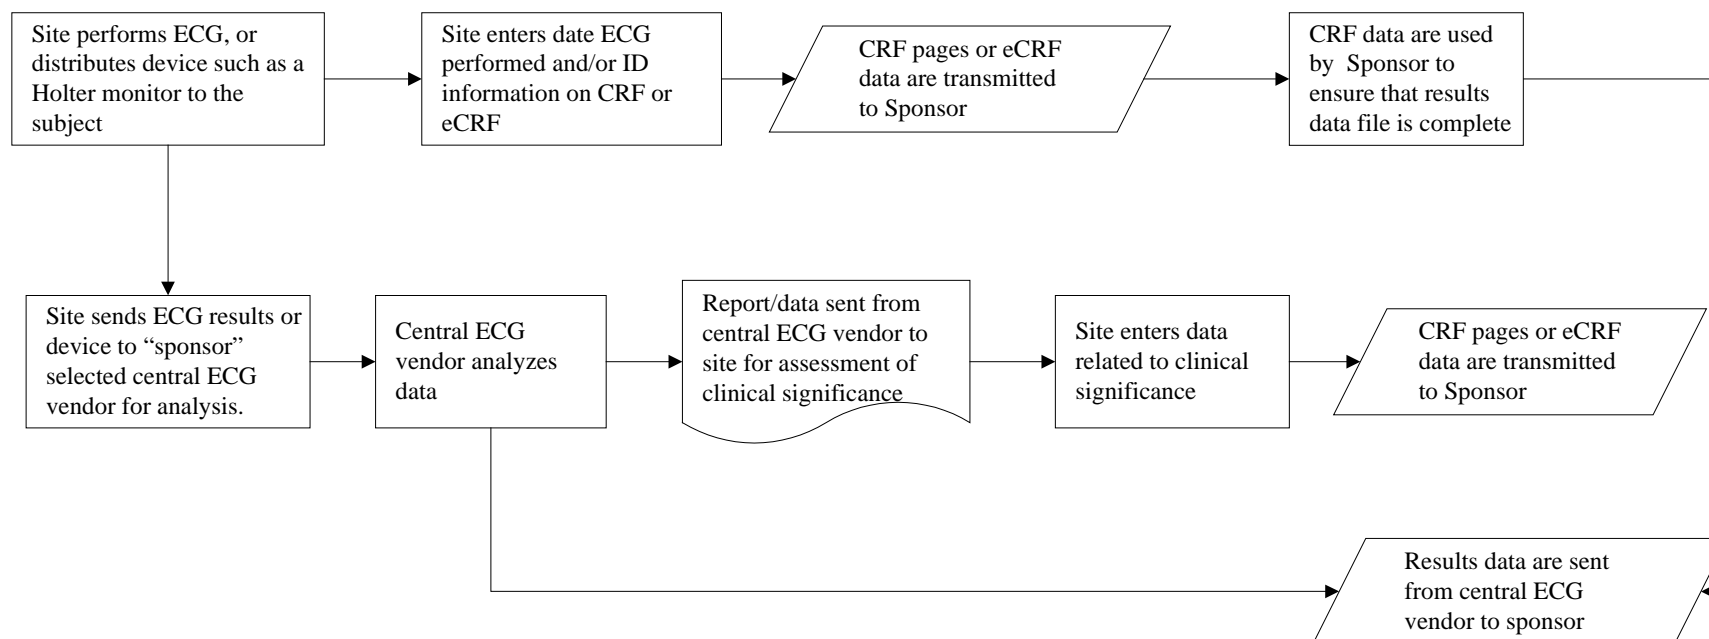 Site performs ECG, or
distributes device such as a
Holter monitor to the
subject
Site enters date ECG
performed and/or ID
information on CRF or
eCRF
CRF pages or eCRF
data are transmitted
to Sponsor
CRF data are used
by Sponsor to
ensure that results
data file is complete
Site sends ECG results or
device to “sponsor”
selected central ECG
vendor for analysis.
Central ECG
vendor analyzes
data
Report/data sent from
central ECG vendor to
site for assessment of
clinical significance
Site enters data
related to clinical
significance
CRF pages or eCRF
data are transmitted
to Sponsor
Results data are sent
from central ECG
vendor to sponsor